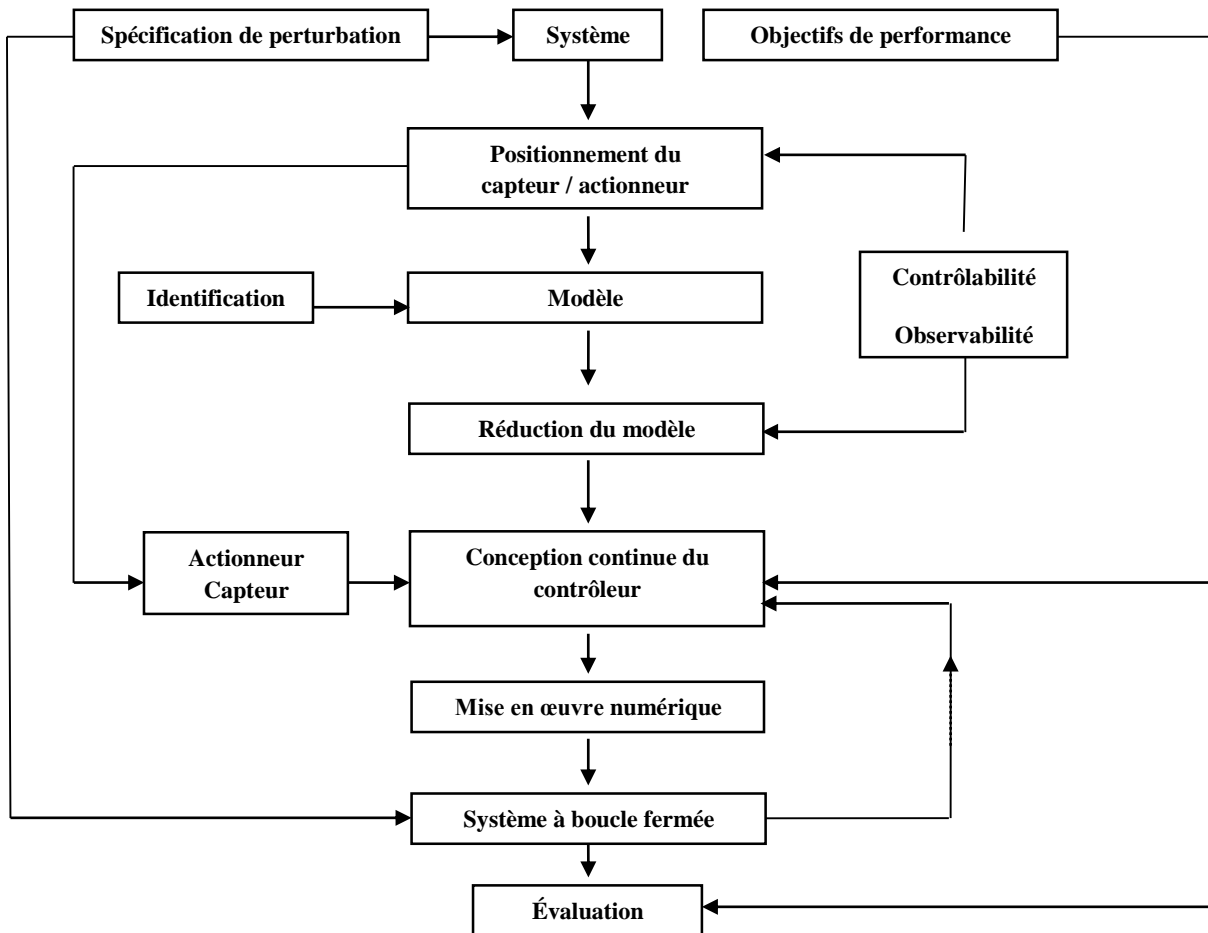 Spécification de perturbation
Système
Objectifs de performance
Positionnement du
capteur / actionneur
Contrôlabilité
Observabilité
Identification
Modèle
Réduction du modèle
Actionneur
Capteur
Conception continue du
contrôleur
Mise en œuvre numérique
Système à boucle fermée
Évaluation